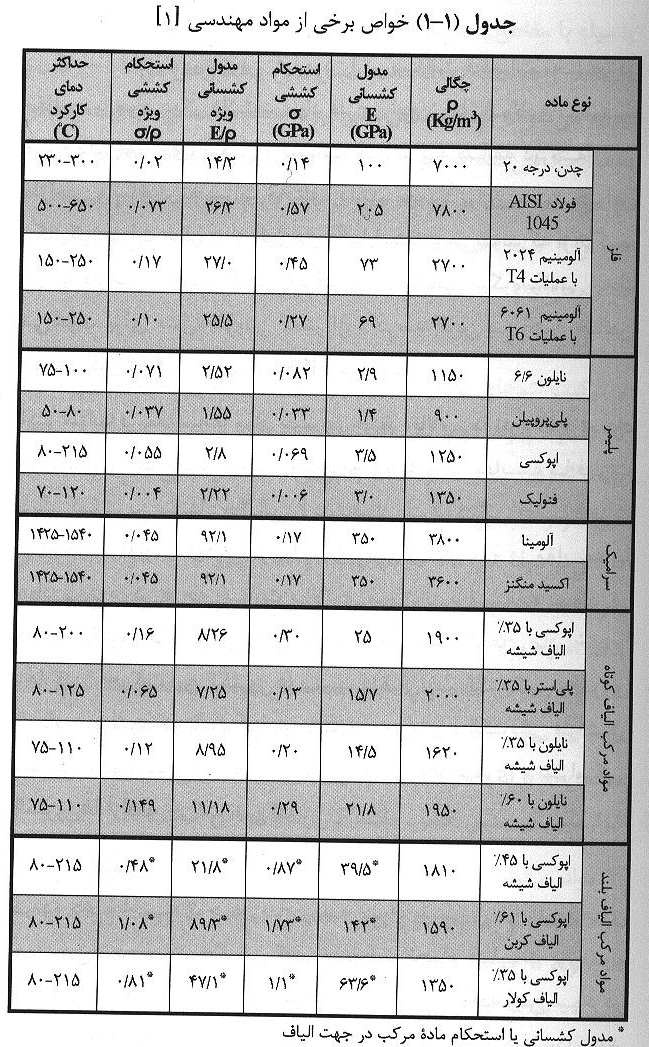 جدول (۱-۱) خواص برخی از مواد مهندسی [۱]
نوع ماده | چگالی ρ (Kg/m³) | مدول کشسانی E (GPa) | استحکام کششی σ (GPa) | مدول کشسانی ویژه E/ρ | استحکام کششی ویژه σ/ρ | حداکثر دمای کارکرد (°C)
فلز
چدن، درجه ۲۰ | ۷۰۰۰ | ۱۰۰ | ۰/۱۴ | ۱۴/۳ | ۰/۰۲ | ۲۳۰-۳۰۰
فولاد AISI 1045 | ۷۸۰۰ | ۲۰۵ | ۰/۵۷ | ۲۶/۳ | ۰/۰۷۳ | ۵۰۰-۶۵۰
آلومینیم ۲۰۲۴ با عملیات T4 | ۲۷۰۰ | ۷۳ | ۰/۴۵ | ۲۷/۰ | ۰/۱۷ | ۱۵۰-۲۵۰
آلومینیم ۶۰۶۱ با عملیات T6 | ۲۷۰۰ | ۶۹ | ۰/۲۷ | ۲۵/۵ | ۰/۱۰ | ۱۵۰-۲۵۰
پلیمر
نایلون ۶/۶ | ۱۱۵۰ | ۲/۹ | ۰/۰۸۲ | ۲/۵۲ | ۰/۰۷۱ | ۷۵-۱۰۰
پلی‌پروپیلن | ۹۰۰ | ۱/۴ | ۰/۰۳۳ | ۱/۵۵ | ۰/۰۳۷ | ۵۰-۸۰
اپوکسی | ۱۲۵۰ | ۳/۵ | ۰/۰۶۹ | ۲/۸ | ۰/۰۵۵ | ۸۰-۲۱۵
فنولیک | ۱۳۵۰ | ۳/۰ | ۰/۰۰۶ | ۲/۲۲ | ۰/۰۰۴ | ۷۰-۱۲۰
سرامیک
آلومینا | ۳۸۰۰ | ۳۵۰ | ۰/۱۷ | ۹۲/۱ | ۰/۰۴۵ | ۱۴۲۵-۱۵۴۰
اکسید منگنز | ۳۶۰۰ | ۳۵۰ | ۰/۱۷ | ۹۲/۱ | ۰/۰۴۵ | ۱۴۲۵-۱۵۴۰
مواد مرکب الیاف کوتاه
اپوکسی با ۳۵٪ الیاف شیشه | ۱۹۰۰ | ۲۵ | ۰/۳۰ | ۸/۲۶ | ۰/۱۶ | ۸۰-۲۰۰
پلی‌استر با ۳۵٪ الیاف شیشه | ۲۰۰۰ | ۱۵/۷ | ۰/۱۳ | ۷/۲۵ | ۰/۰۶۵ | ۸۰-۱۲۵
نایلون با ۳۵٪ الیاف شیشه | ۱۶۲۰ | ۱۴/۵ | ۰/۲۰ | ۸/۹۵ | ۰/۱۲ | ۷۵-۱۱۰
نایلون با ۶۰٪ الیاف شیشه | ۱۹۵۰ | ۲۱/۸ | ۰/۲۹ | ۱۱/۱۸ | ۰/۱۴۹ | ۷۵-۱۱۰
مواد مرکب الیاف بلند
اپوکسی با ۴۵٪ الیاف شیشه | ۱۸۱۰ | ۳۹/۵* | ۰/۸۷* | ۲۱/۸* | ۰/۴۸* | ۸۰-۲۱۵
اپوکسی با ۶۱٪ الیاف کربن | ۱۵۹۰ | ۱۴۲* | ۱/۷۳* | ۸۹/۳* | ۱/۰۸* | ۸۰-۲۱۵
اپوکسی با ۳۵٪ الیاف کولار | ۱۳۵۰ | ۶۳/۶* | ۱/۱* | ۴۷/۱* | ۰/۸۱* | ۸۰-۲۱۵
* مدول کشسانی یا استحکام مادهٔ مرکب در جهت الیاف